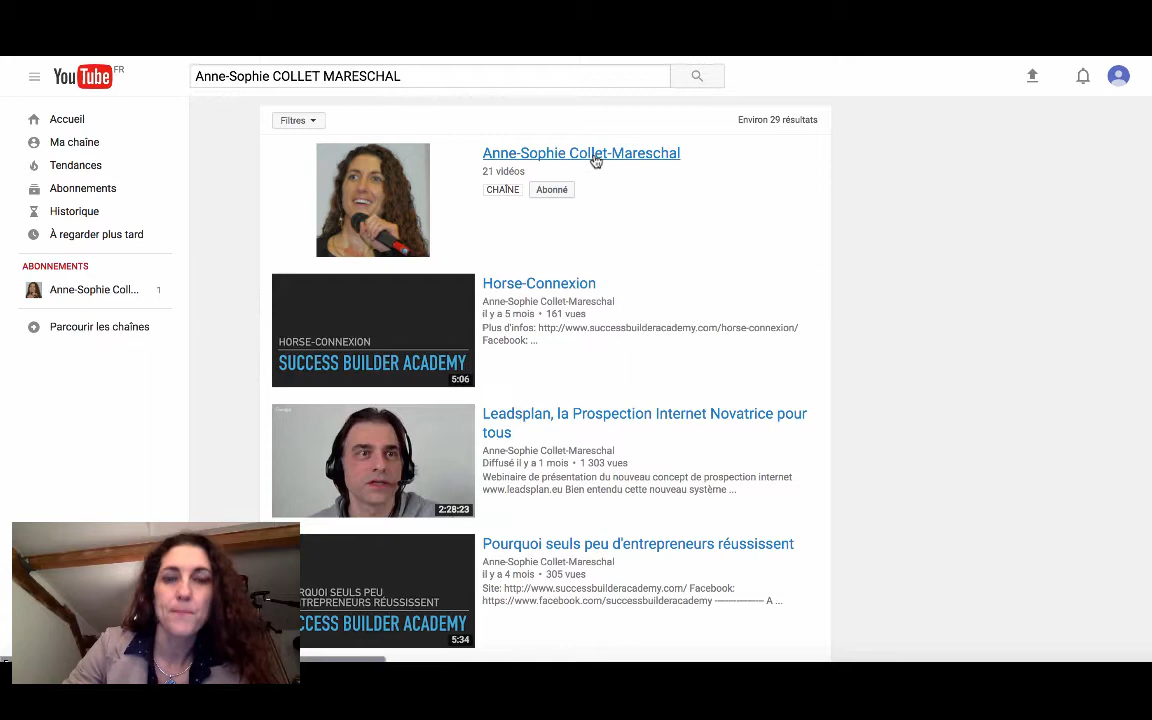 YouTube FR
Anne-Sophie COLLET MARESCHAL
Accueil
Ma chaîne
Tendances
Abonnements
Historique
À regarder plus tard
ABONNEMENTS
Anne-Sophie Coll... 1
Parcourir les chaînes
Filtres
Environ 29 résultats
Anne-Sophie Collet-Mareschal
21 vidéos
CHAÎNE Abonné
HORSE-CONNEXION
SUCCESS BUILDER ACADEMY
5:06
Horse-Connexion
Anne-Sophie Collet-Mareschal
il y a 5 mois • 161 vues
Plus d'infos: http://www.successbuilderacademy.com/horse-connexion/
Facebook: ...
2:28:23
Leadsplan, la Prospection Internet Novatrice pour
tous
Anne-Sophie Collet-Mareschal
Diffusé il y a 1 mois • 1 303 vues
Webinaire de présentation du nouveau concept de prospection internet
www.leadsplan.eu Bien entendu cette nouveau système ...
RQUOI SEULS PEU
NTREPRENEURS RÉUSSISSENT
CCESS BUILDER ACADEMY
5:34
Pourquoi seuls peu d'entrepreneurs réussissent
Anne-Sophie Collet-Mareschal
il y a 4 mois • 305 vues
Site: http://www.successbuilderacademy.com/ Facebook:
https://www.facebook.com/successbuilderacademy ---------------- A ...